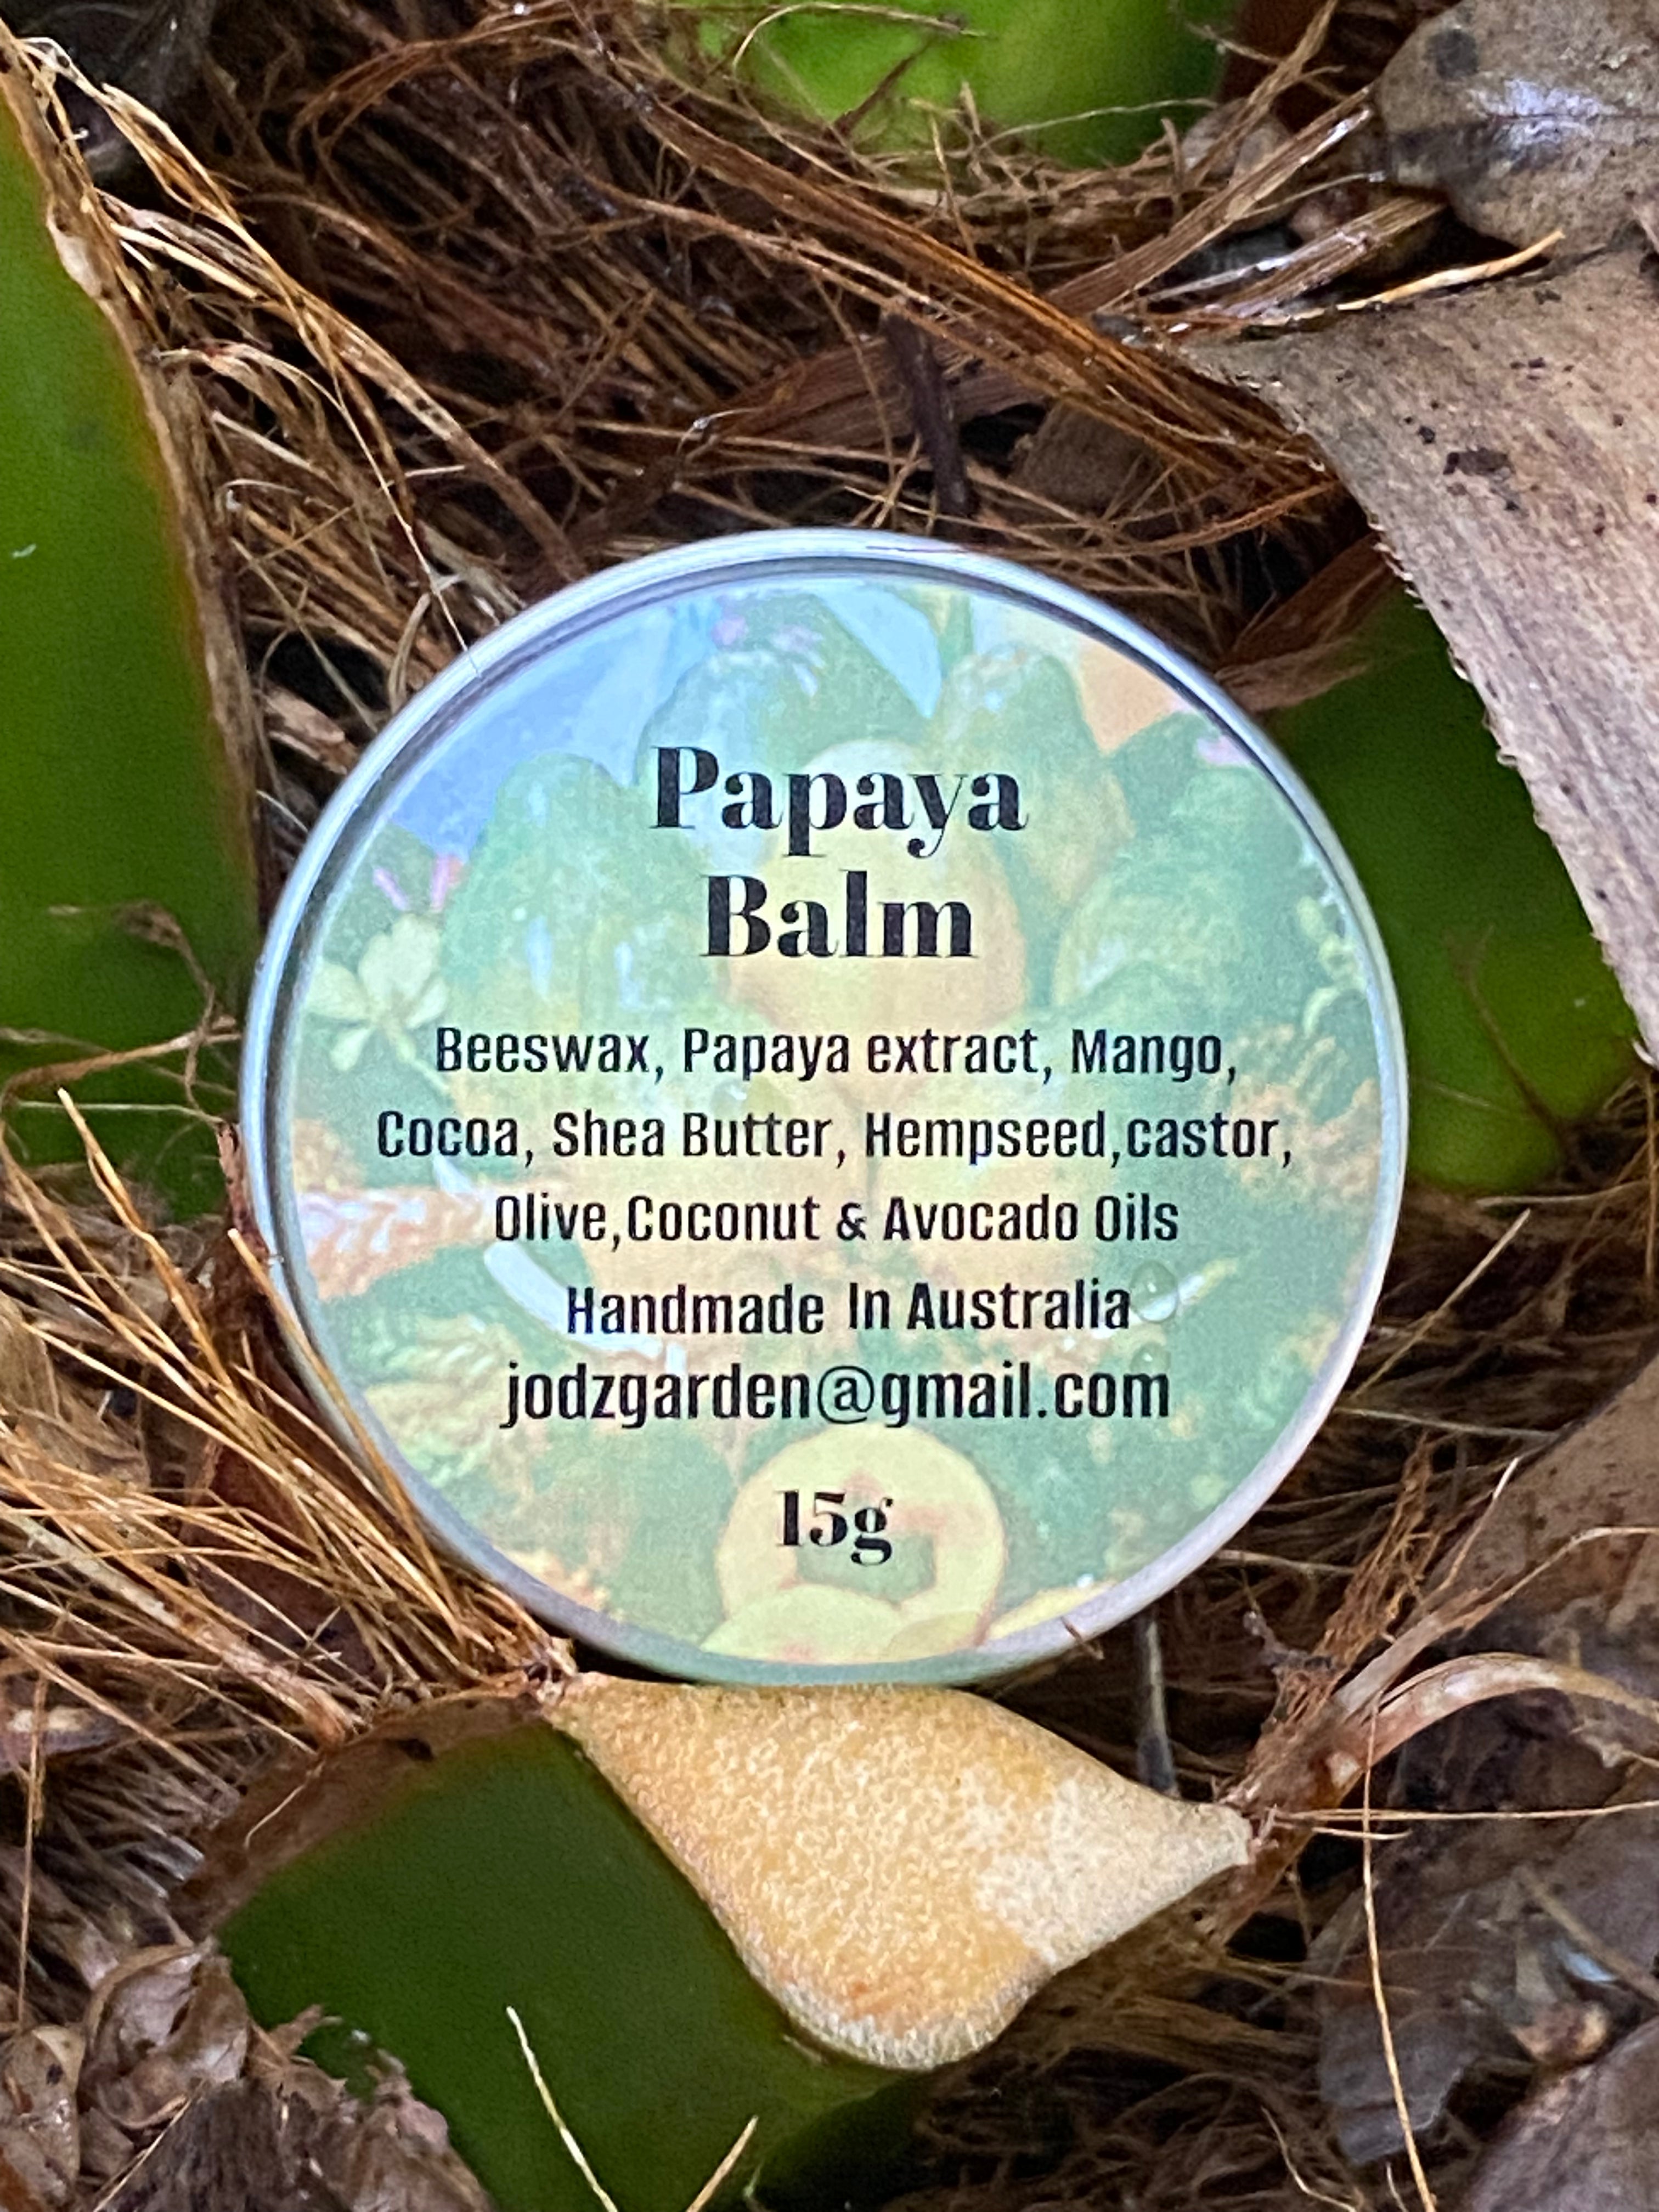 Papaya
Balm
Beeswax, Papaya extract, Mango,
Cocoa, Shea Butter, Hempseed,castor,
Olive,Coconut & Avocado Oils
Handmade In Australia
jodzgarden@gmail.com
15g